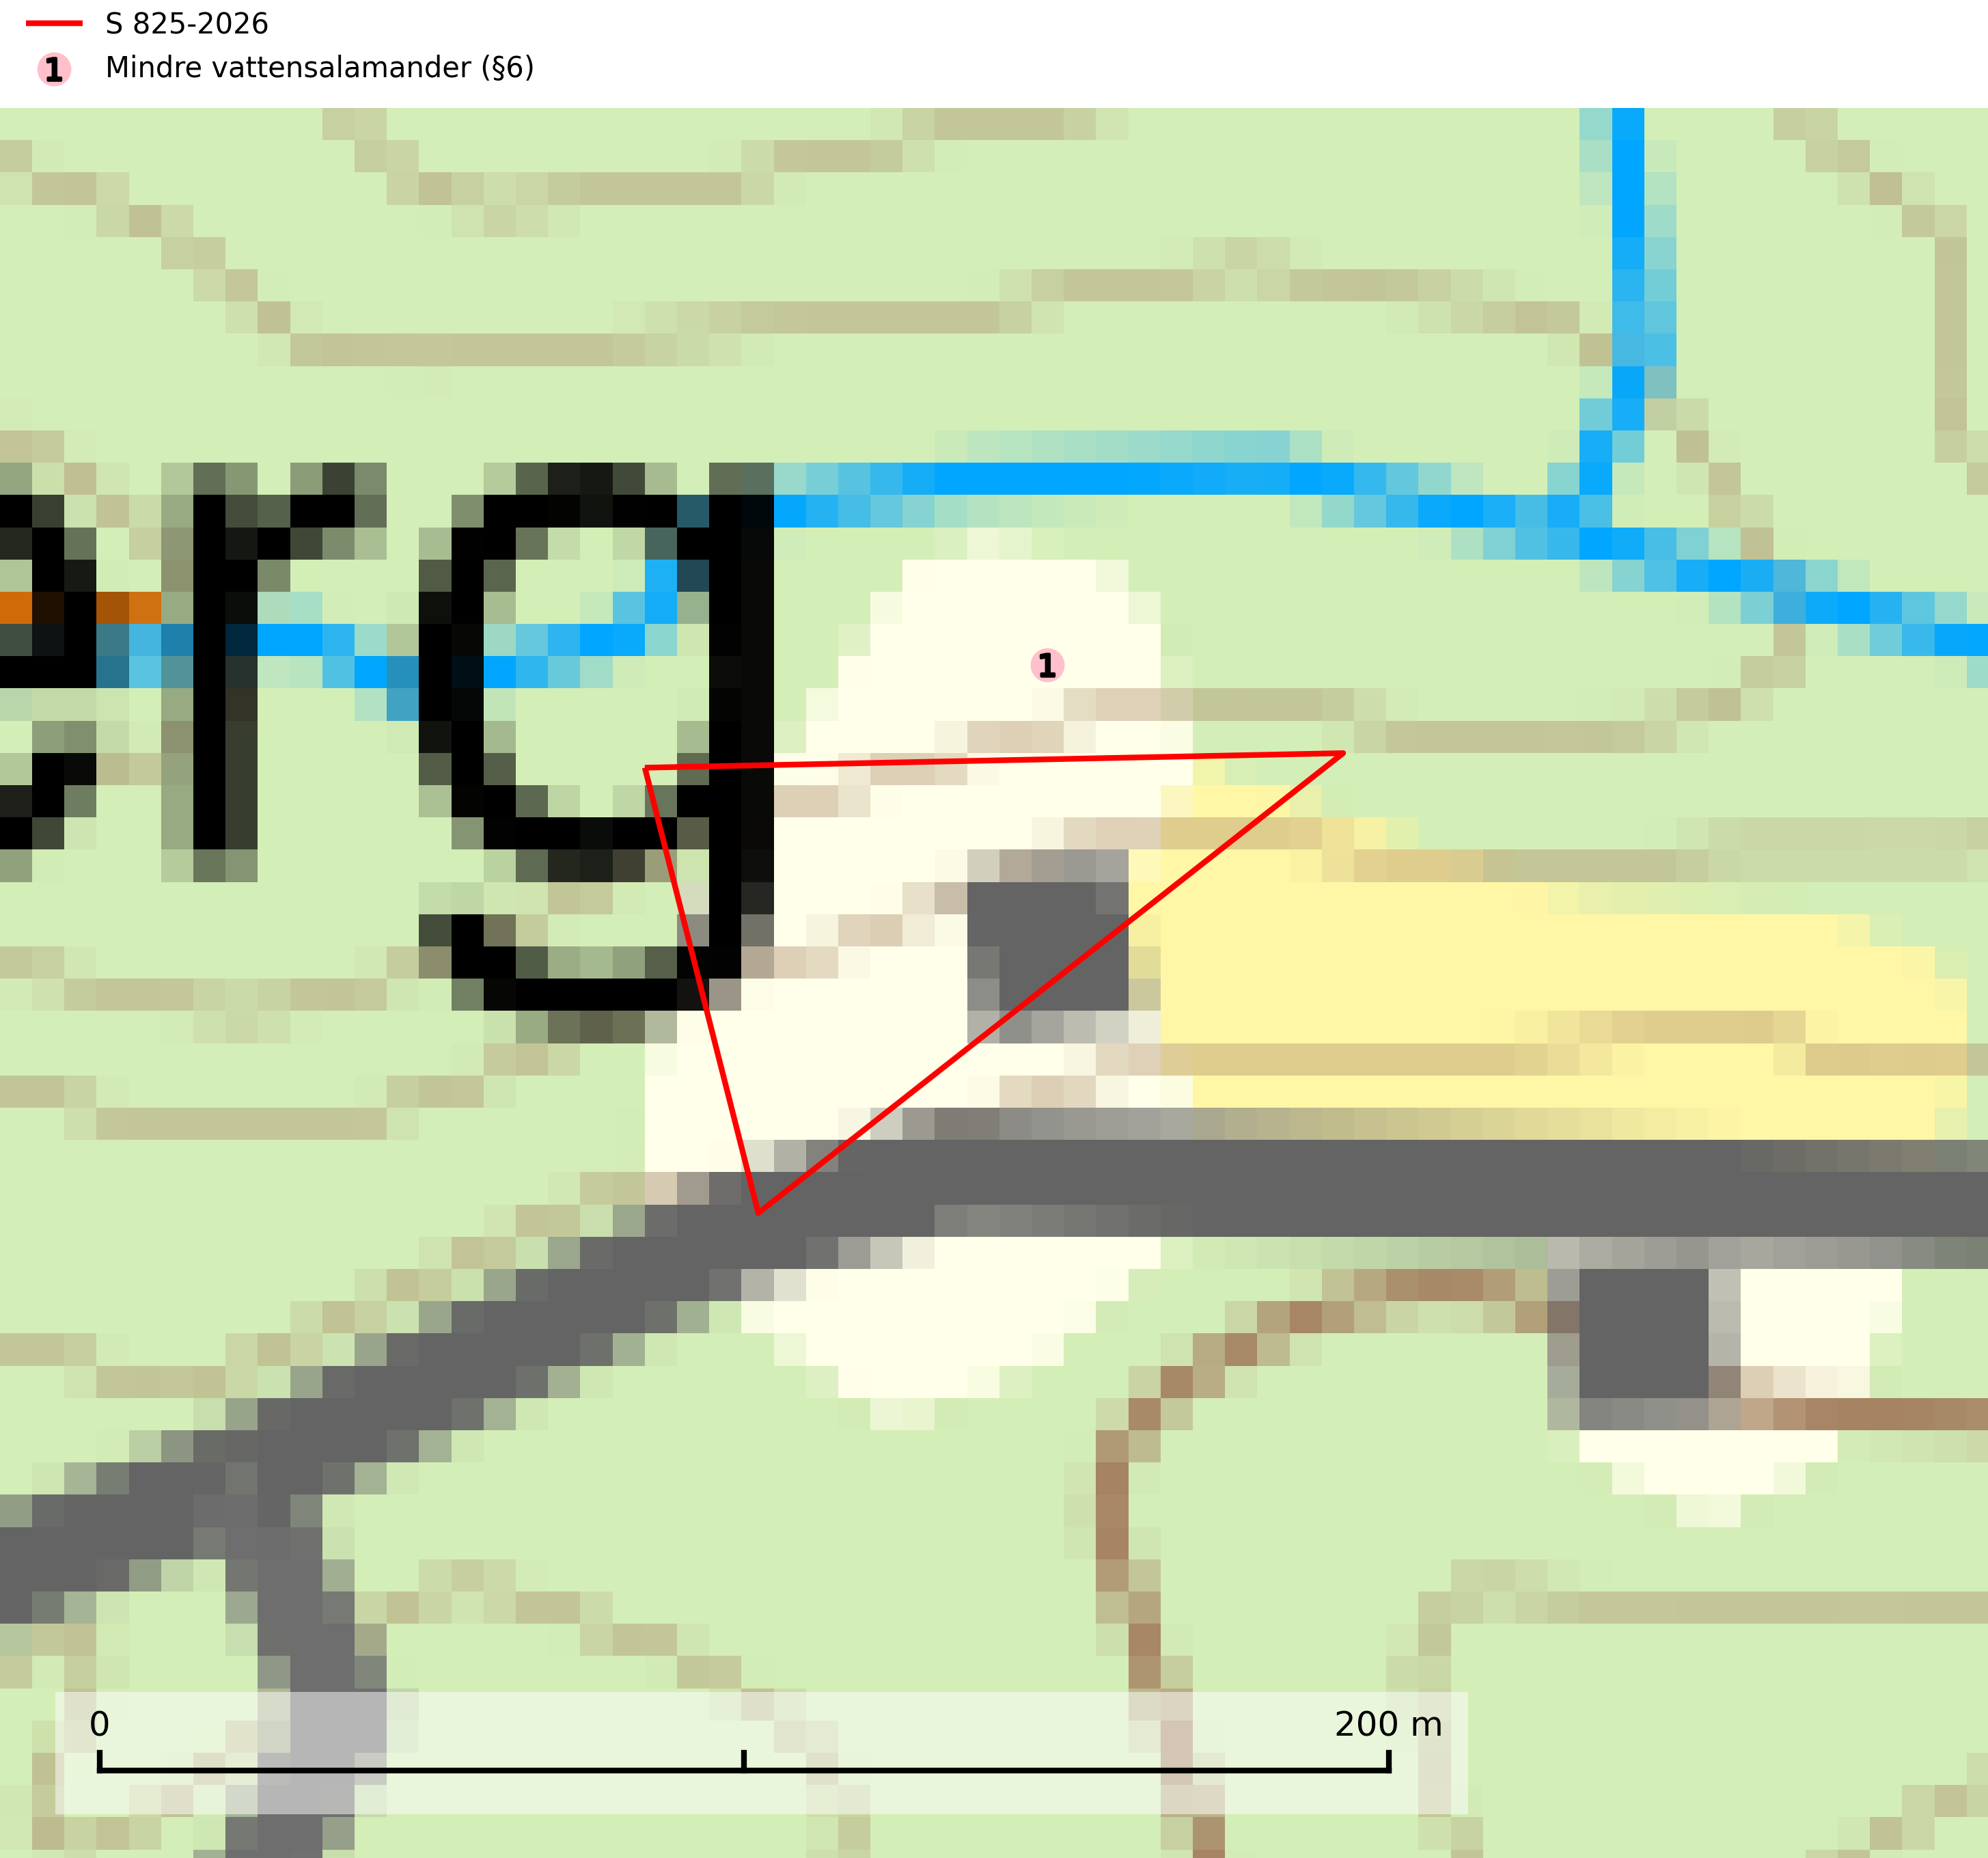 S 825-2026
1 Mindre vattensalamander (§6)
1
0 200 m